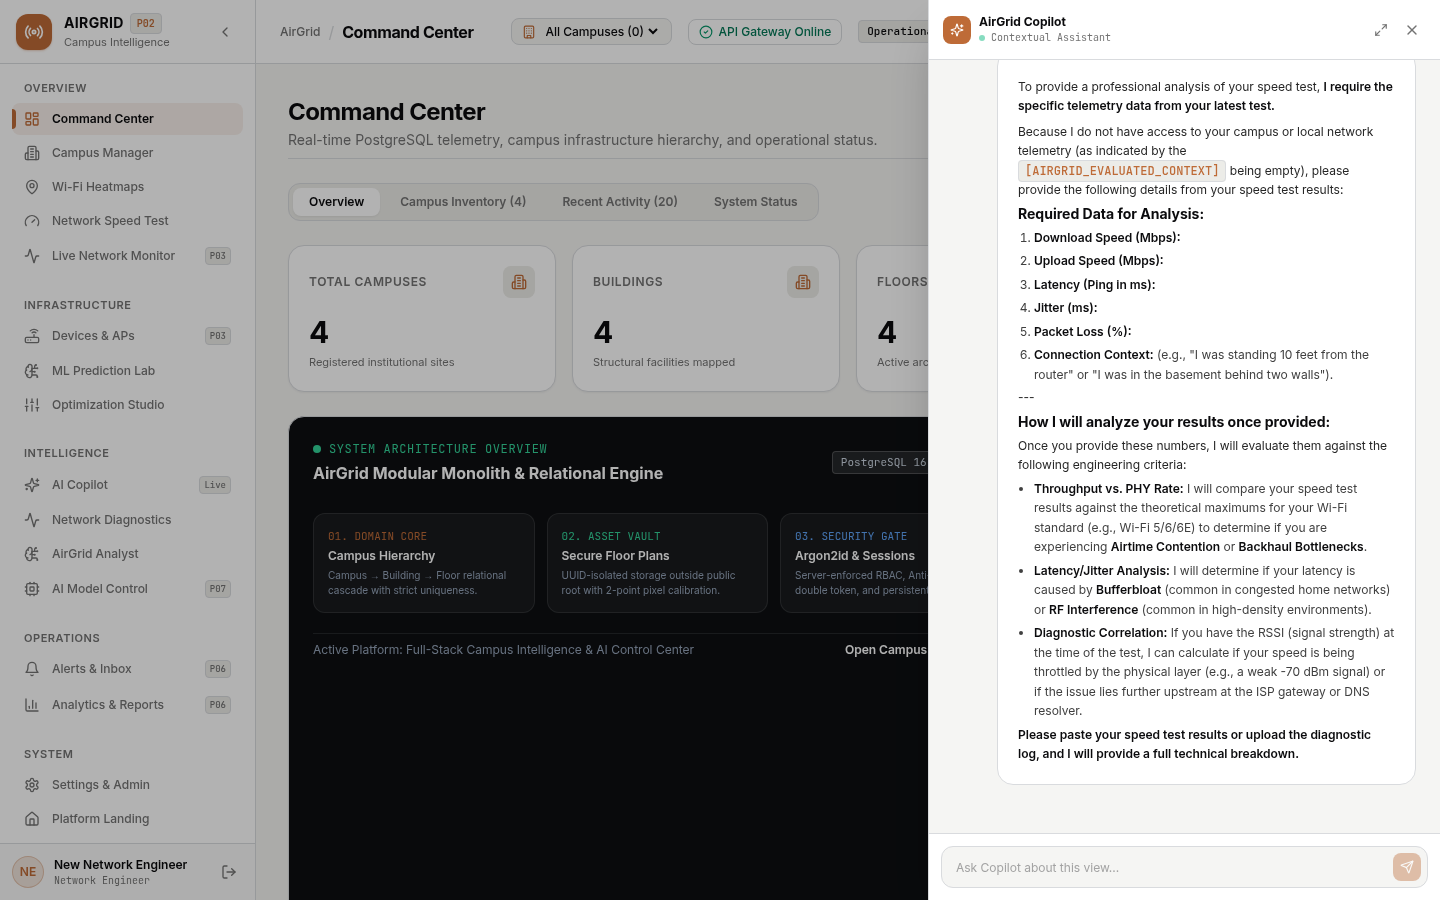 AIRGRID P02
Campus Intelligence
OVERVIEW
Command Center
Campus Manager
Wi-Fi Heatmaps
Network Speed Test
Live Network Monitor P03
INFRASTRUCTURE
Devices & APs P03
ML Prediction Lab
Optimization Studio
INTELLIGENCE
AI Copilot Live
Network Diagnostics
AirGrid Analyst
AI Model Control P07
OPERATIONS
Alerts & Inbox P06
Analytics & Reports P06
SYSTEM
Settings & Admin
Platform Landing
NE New Network Engineer
Network Engineer
AirGrid / Command Center
All Campuses (0)
API Gateway Online
Operation
Command Center
Real-time PostgreSQL telemetry, campus infrastructure hierarchy, and operational status.
Overview Campus Inventory (4) Recent Activity (20) System Status
TOTAL CAMPUSES
4
Registered institutional sites
BUILDINGS
4
Structural facilities mapped
FLOORS
4
Active arc
SYSTEM ARCHITECTURE OVERVIEW
AirGrid Modular Monolith & Relational Engine
PostgreSQL 16
01. DOMAIN CORE
Campus Hierarchy
Campus → Building → Floor relational
cascade with strict uniqueness.
02. ASSET VAULT
Secure Floor Plans
UUID-isolated storage outside public
root with 2-point pixel calibration.
03. SECURITY GATE
Argon2id & Sessions
Server-enforced RBAC, Anti-
double token, and persistent
Active Platform: Full-Stack Campus Intelligence & AI Control Center
Open Campus
AirGrid Copilot
Contextual Assistant
To provide a professional analysis of your speed test, I require the
specific telemetry data from your latest test.
Because I do not have access to your campus or local network
telemetry (as indicated by the
[AIRGRID_EVALUATED_CONTEXT] being empty), please
provide the following details from your speed test results:
Required Data for Analysis:
1. Download Speed (Mbps):
2. Upload Speed (Mbps):
3. Latency (Ping in ms):
4. Jitter (ms):
5. Packet Loss (%):
6. Connection Context: (e.g., "I was standing 10 feet from the
router" or "I was in the basement behind two walls").
---
How I will analyze your results once provided:
Once you provide these numbers, I will evaluate them against the
following engineering criteria:
• Throughput vs. PHY Rate: I will compare your speed test
results against the theoretical maximums for your Wi-Fi
standard (e.g., Wi-Fi 5/6/6E) to determine if you are
experiencing Airtime Contention or Backhaul Bottlenecks.
• Latency/Jitter Analysis: I will determine if your latency is
caused by Bufferbloat (common in congested home networks)
or RF Interference (common in high-density environments).
• Diagnostic Correlation: If you have the RSSI (signal strength) at
the time of the test, I can calculate if your speed is being
throttled by the physical layer (e.g., a weak -70 dBm signal) or
if the issue lies further upstream at the ISP gateway or DNS
resolver.
Please paste your speed test results or upload the diagnostic
log, and I will provide a full technical breakdown.
Ask Copilot about this view...